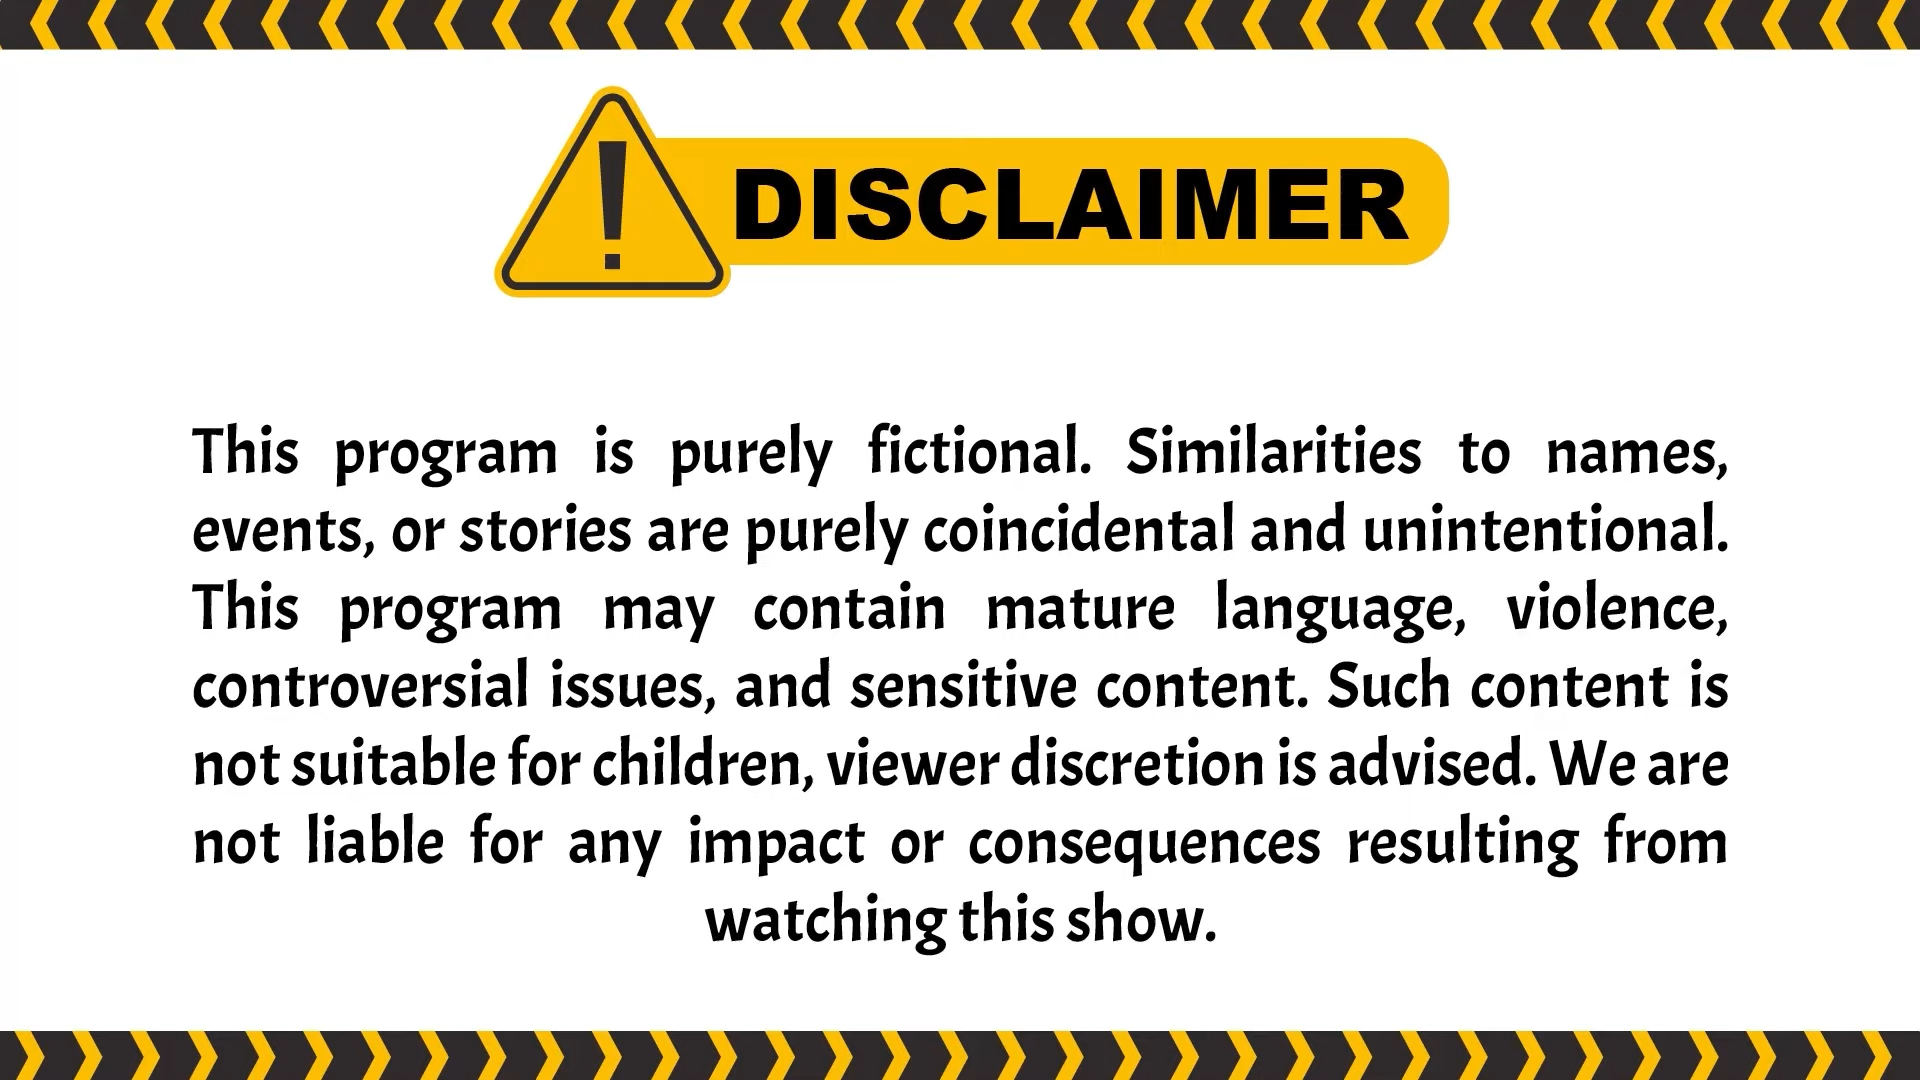 DISCLAIMER
This program is purely fictional. Similarities to names,
events, or stories are purely coincidental and unintentional.
This program may contain mature language, violence,
controversial issues, and sensitive content. Such content is
not suitable for children, viewer discretion is advised. We are
not liable for any impact or consequences resulting from
watching this show.